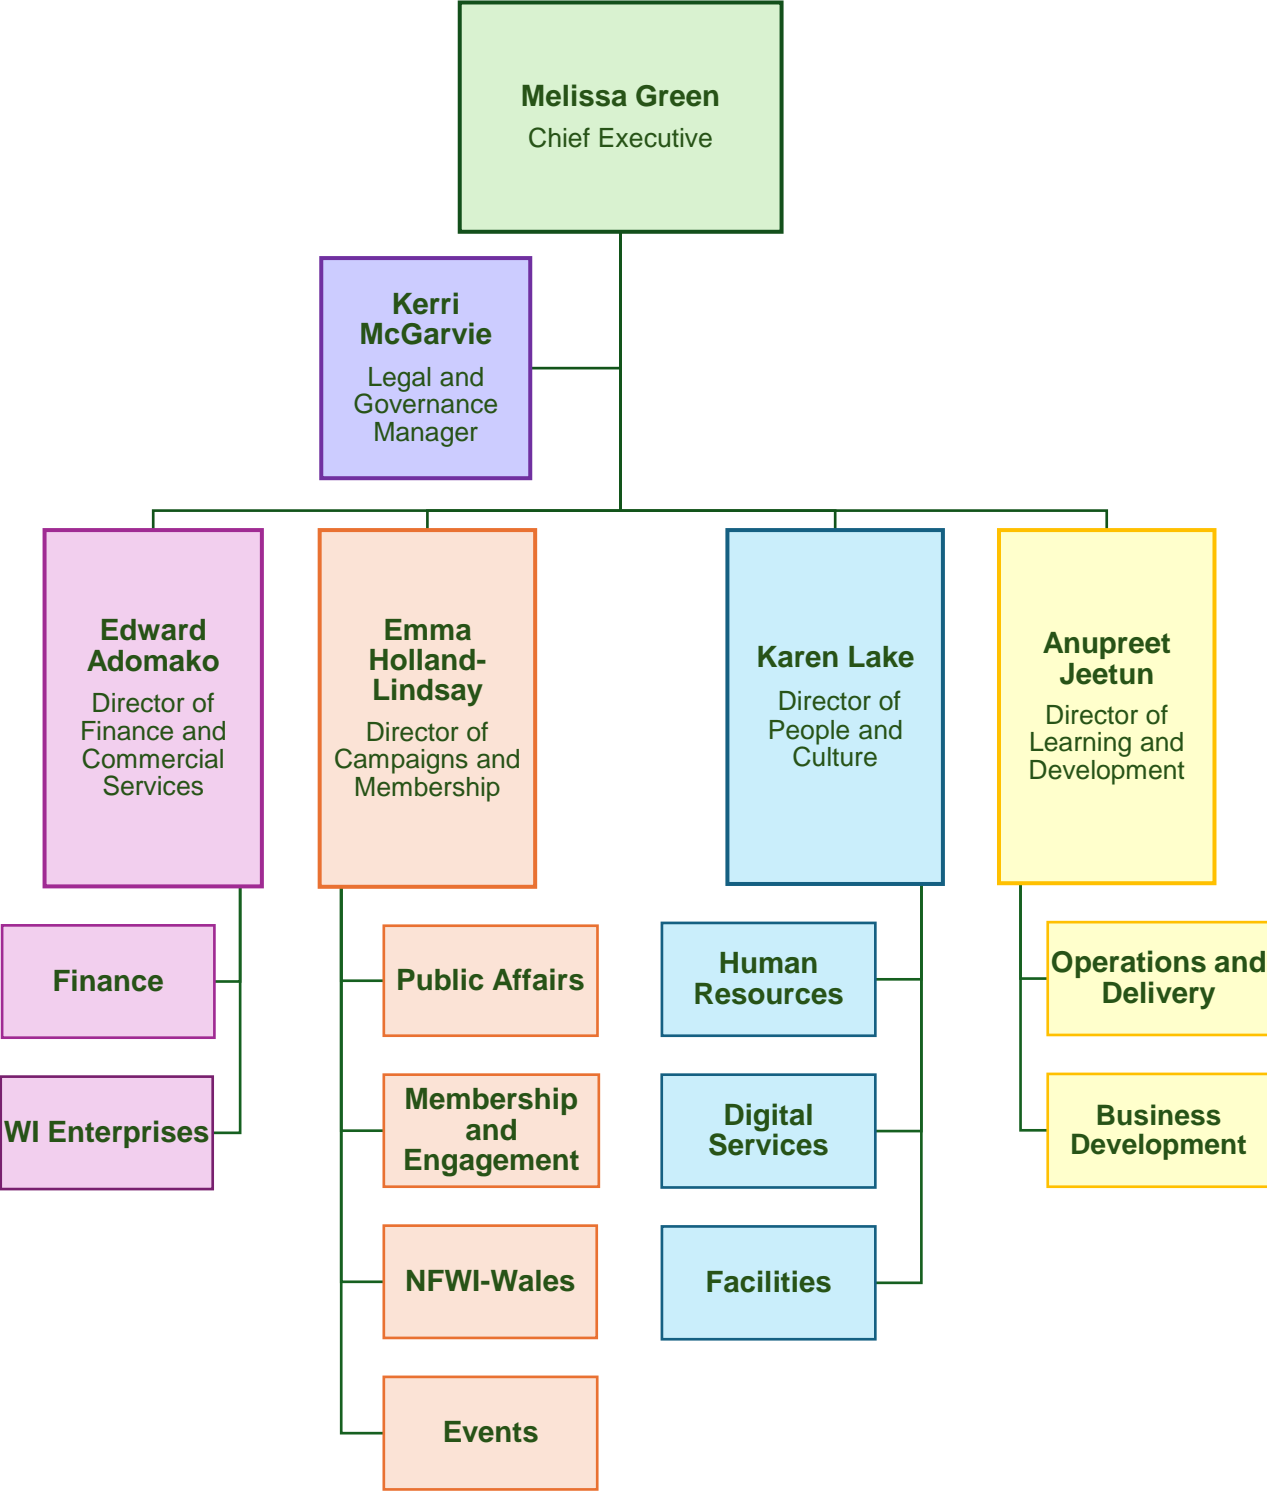 Melissa Green
Chief Executive
Kerri
McGarvie
Legal and
Governance
Manager
Edward
Adomako
Director of
Finance and
Commercial
Services
Emma
Holland-
Lindsay
Director of
Campaigns and
Membership
Karen Lake
Director of
People and
Culture
Anupreet
Jeetun
Director of
Learning and
Development
Finance
WI Enterprises
Public Affairs
Membership
and
Engagement
NFWI-Wales
Events
Human
Resources
Digital
Services
Facilities
Operations and
Delivery
Business
Development